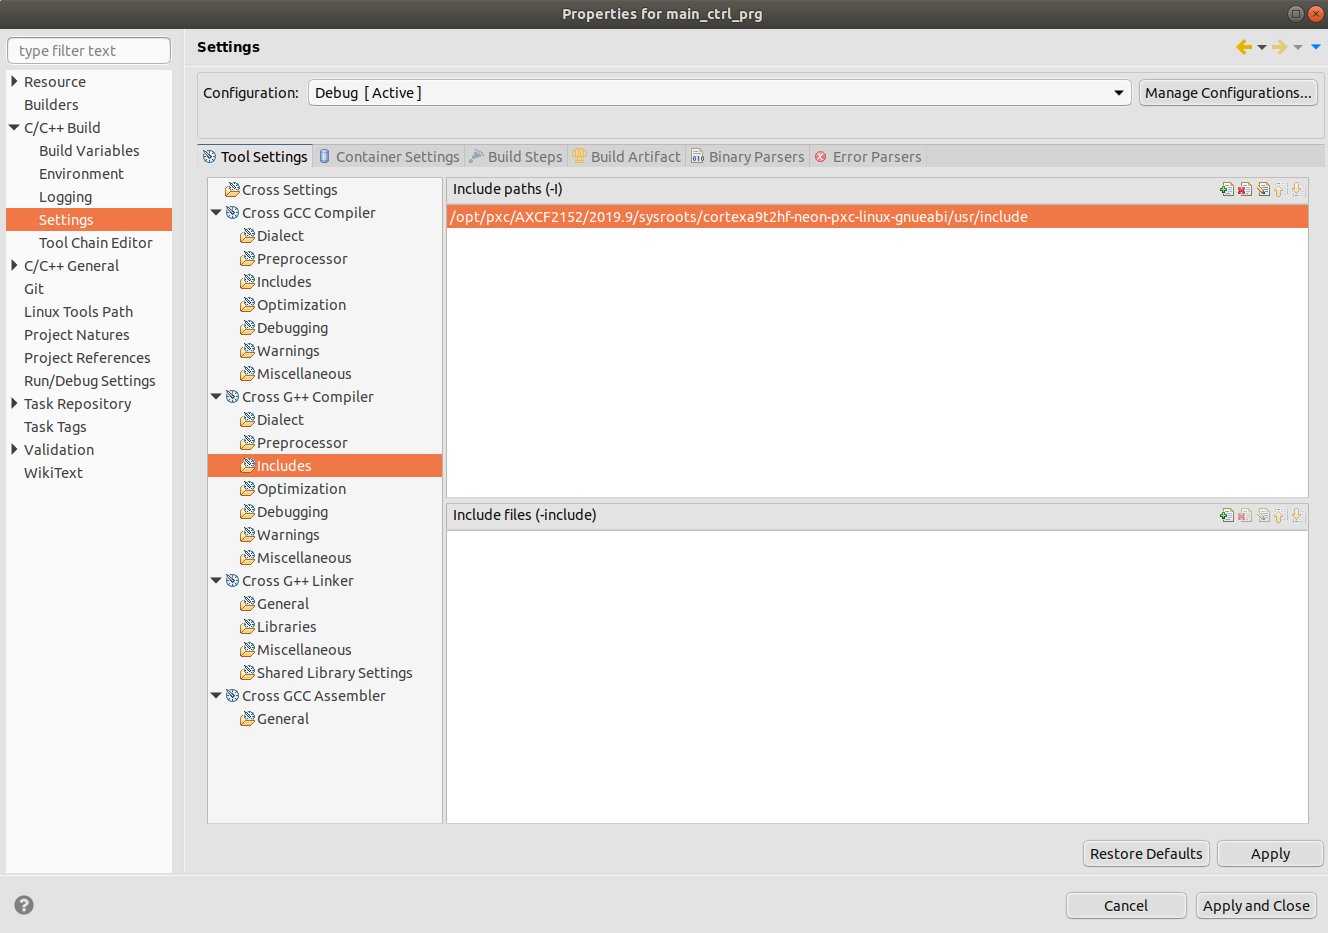 Properties for main_ctrl_prg
type filter text
Resource
Builders
C/C++ Build
Build Variables
Environment
Logging
Settings
Tool Chain Editor
C/C++ General
Git
Linux Tools Path
Project Natures
Project References
Run/Debug Settings
Task Repository
Task Tags
Validation
WikiText
Settings
Configuration: Debug [ Active ] Manage Configurations...
Tool Settings Container Settings Build Steps Build Artifact Binary Parsers Error Parsers
Cross Settings
Cross GCC Compiler
Dialect
Preprocessor
Includes
Optimization
Debugging
Warnings
Miscellaneous
Cross G++ Compiler
Dialect
Preprocessor
Includes
Optimization
Debugging
Warnings
Miscellaneous
Cross G++ Linker
General
Libraries
Miscellaneous
Shared Library Settings
Cross GCC Assembler
General
Include paths (-I)
/opt/pxc/AXCF2152/2019.9/sysroots/cortexa9t2hf-neon-pxc-linux-gnueabi/usr/include
Include files (-include)
Restore Defaults Apply
Cancel Apply and Close